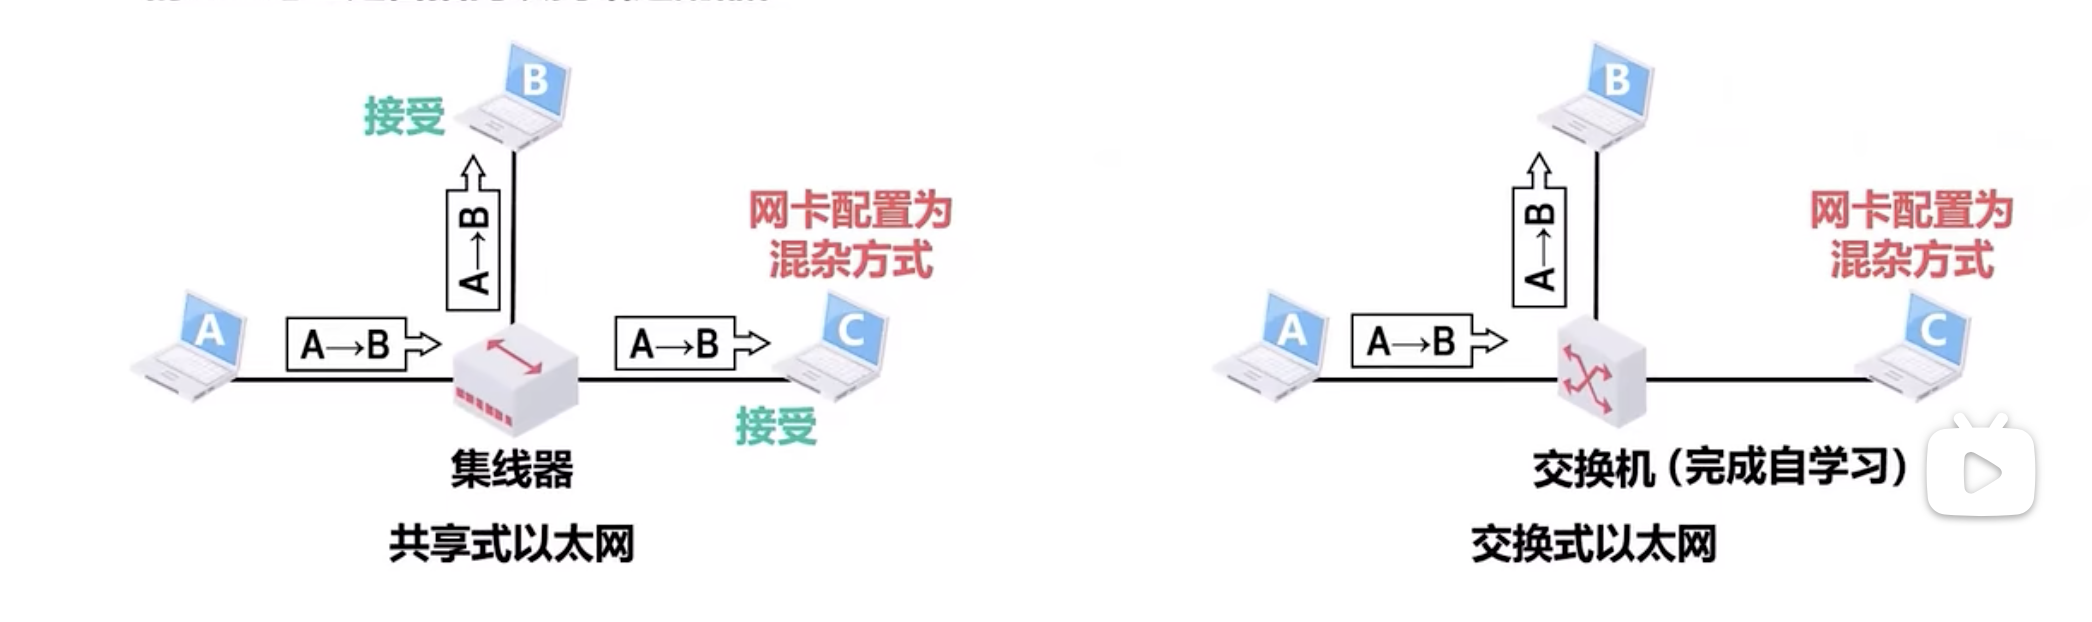 B
接受
A→B
网卡配置为
混杂方式
A
A→B
A→B
C
接受
集线器
共享式以太网
B
A→B
网卡配置为
混杂方式
A
A→B
C
交换机（完成自学习）
交换式以太网